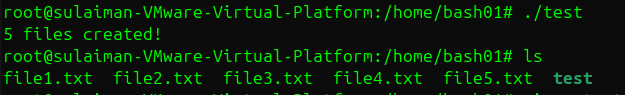 root@sulaiman-VMware-Virtual-Platform:/home/bash01# ./test
5 files created!
root@sulaiman-VMware-Virtual-Platform:/home/bash01# ls
file1.txt  file2.txt  file3.txt  file4.txt  file5.txt  test